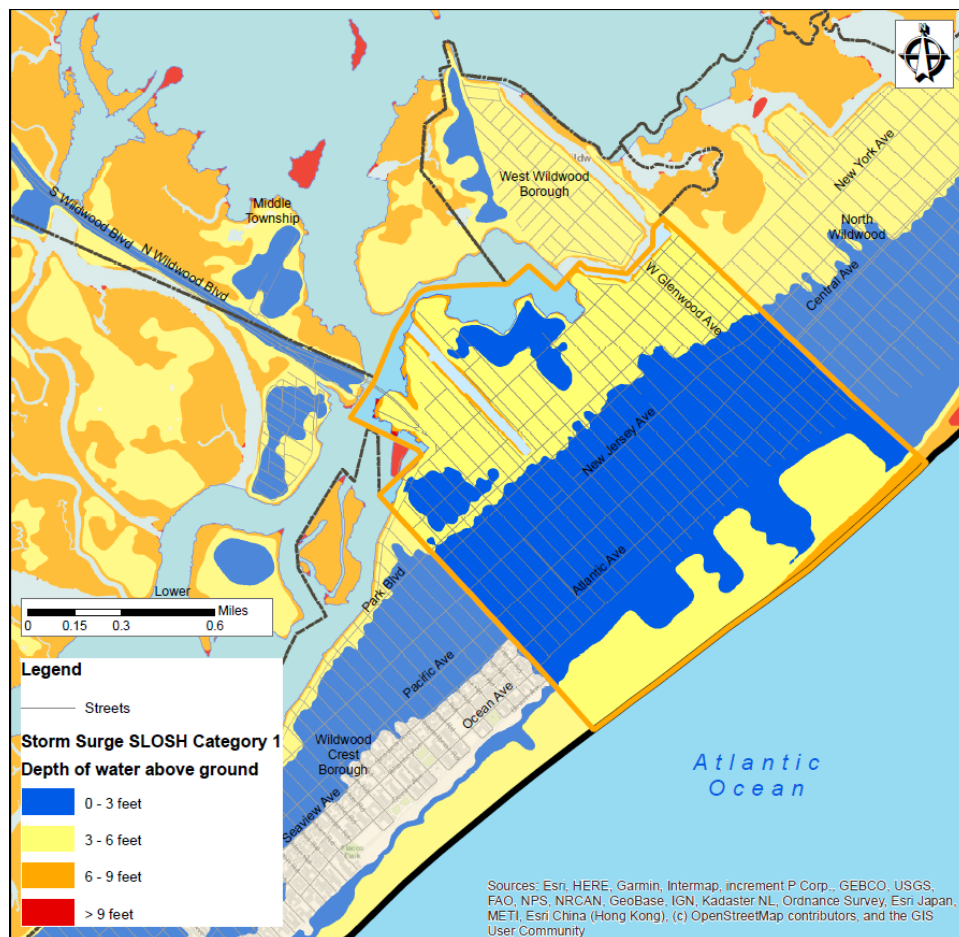 N
New York Ave
Idw
West Wildwood
Borough
Middle
Township
S Wildwood Blvd
N Wildwood Blvd
North
Wildwood
Central Ave
W Glenwood Ave
New Jersey Ave
Atlantic Ave
Park Blvd
Lower
Pacific Ave
Ocean Ave
Wildwood
Crest
Borough
Seaview Ave
Atlantic
Ocean
Miles
0 0.15 0.3 0.6
Legend
Streets
Storm Surge SLOSH Category 1
Depth of water above ground
0 - 3 feet
3 - 6 feet
6 - 9 feet
> 9 feet
Sources: Esri, HERE, Garmin, Intermap, increment P Corp., GEBCO, USGS,
FAO, NPS, NRCAN, GeoBase, IGN, Kadaster NL, Ordnance Survey, Esri Japan,
METI, Esri China (Hong Kong), (c) OpenStreetMap contributors, and the GIS
User Community